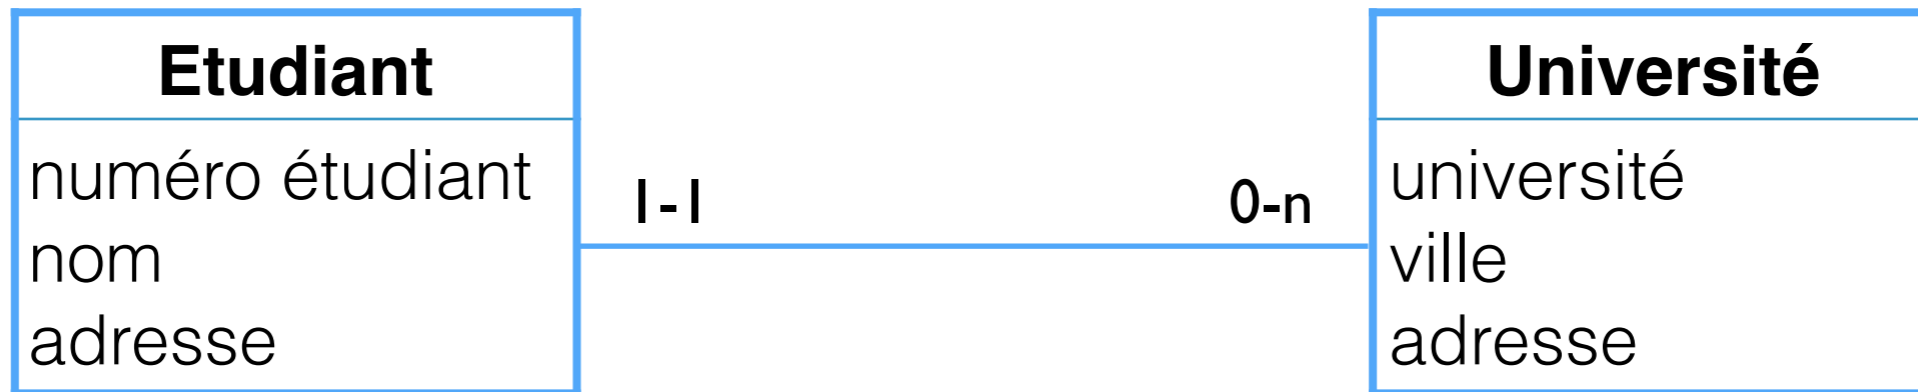 Etudiant
numéro étudiant
nom
adresse
1-1
0-n
Université
université
ville
adresse